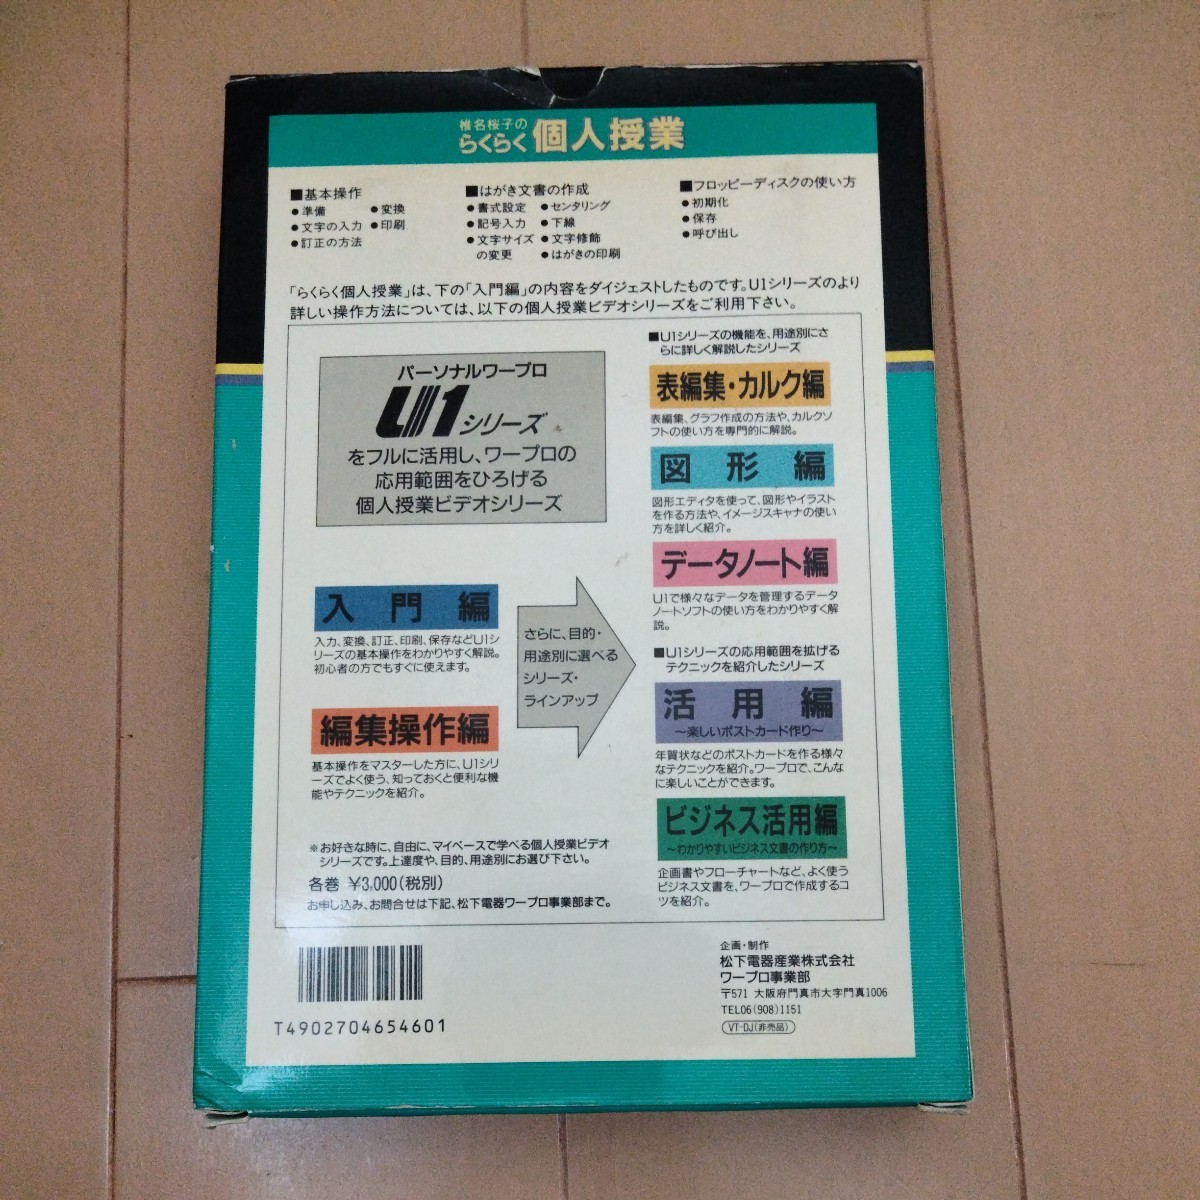 椎名桜子の
らくらく個人授業
■基本操作
●準備 ●変換
●文字の入力 ●印刷
●訂正の方法
■はがき文書の作成
●書式設定 ●センタリング
●記号入力 ●下線
●文字サイズ ●文字修飾
の変更 ●はがきの印刷
■フロッピーディスクの使い方
●初期化
●保存
●呼び出し
「らくらく個人授業」は、下の「入門編」の内容をダイジェストしたものです。U1シリーズのより
詳しい操作方法については、以下の個人授業ビデオシリーズをご利用下さい。
パーソナルワープロ
U1シリーズ
をフルに活用し、ワープロの
応用範囲をひろげる
個人授業ビデオシリーズ
入門編
入力、変換、訂正、印刷、保存などU1シ
リーズの基本操作をわかりやすく解説。
初心者の方でもすぐに使えます。
編集操作編
基本操作をマスターした方に、U1シリ
ーズでよく使う、知っておくと便利な機
能やテクニックを紹介。
さらに、目的・
用途別に選べる
シリーズ・
ラインアップ
■U1シリーズの機能を、用途別にさ
らに詳しく解説したシリーズ
表編集・カルク編
表編集、グラフ作成の方法や、カルクソ
フトの使い方を専門的に解説。
図形編
図形エディタを使って、図形やイラスト
を作る方法や、イメージスキャナの使い
方を詳しく紹介。
データノート編
U1で様々なデータを管理するデータ
ノートソフトの使い方をわかりやすく解
説。
■U1シリーズの応用範囲を拡げる
テクニックを紹介したシリーズ
活用編
〜楽しいポストカード作り〜
年賀状などのポストカードを作る様々
なテクニックを紹介。ワープロで、こんな
に楽しいことができます。
ビジネス活用編
〜わかりやすいビジネス文書の作り方〜
企画書やフローチャートなど、よく使う
ビジネス文書を、ワープロで作成するコ
ツを紹介。
※お好きな時に、自由に、マイペースで学べる個人授業ビデオ
シリーズです。上達度や、目的、用途別にお選び下さい。
各巻 ¥3,000(税別)
お申し込み、お問合せは下記、松下電器ワープロ事業部まで。
T4902704654601
企画・制作
松下電器産業株式会社
ワープロ事業部
〒571 大阪府門真市大字門真1006
TEL06(908)1151
VT-DJ(非売品)